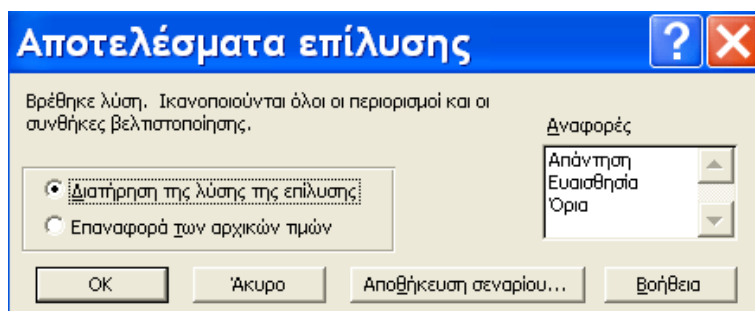 Αποτελέσματα επίλυσης
Βρέθηκε λύση. Ικανοποιούνται όλοι οι περιορισμοί και οι
συνθήκες βελτιστοποίησης.
Αναφορές
Απάντηση
Ευαισθησία
Όρια
Διατήρηση της λύσης της επίλυσης
Επαναφορά των αρχικών τιμών
OK
Άκυρο
Αποθήκευση σεναρίου...
Βοήθεια